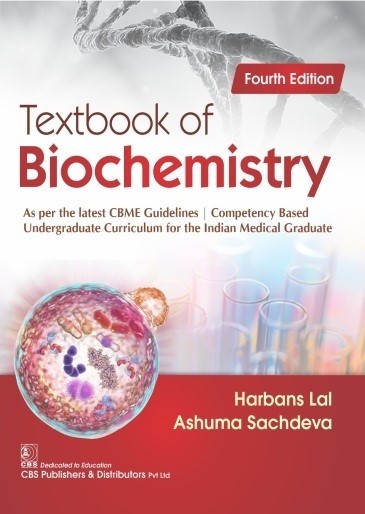 Fourth Edition
Textbook of
Biochemistry
As per the latest CBME Guidelines | Competency Based
Undergraduate Curriculum for the Indian Medical Graduate
Harbans Lal
Ashuma Sachdeva
CBS Dedicated to Education
CBS Publishers & Distributors Pvt Ltd